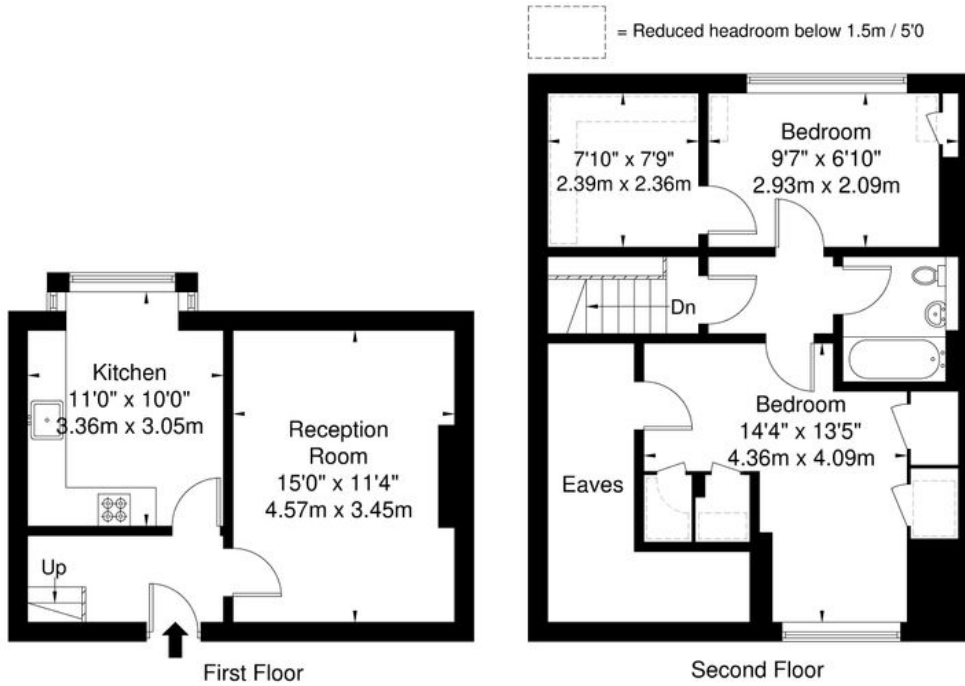 = Reduced headroom below 1.5m / 5'0
7'10" x 7'9"
2.39m x 2.36m
Bedroom
9'7" x 6'10"
2.93m x 2.09m
Dn
Kitchen
11'0" x 10'0"
3.36m x 3.05m
Reception
Room
15'0" x 11'4"
4.57m x 3.45m
Bedroom
14'4" x 13'5"
4.36m x 4.09m
Eaves
Up
First Floor
Second Floor